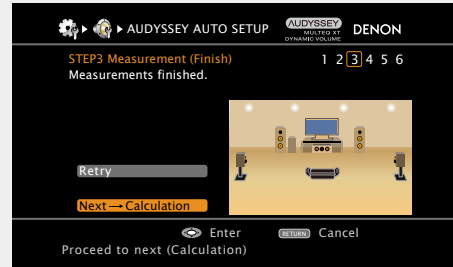 AUDYSSEY AUTO SETUP
AUDYSSEY
MULTEQ XT
DYNAMIC VOLUME
DENON
STEP3 Measurement (Finish)
1 2 3 4 5 6
Measurements finished.
Retry
Next→Calculation
Enter
RETURN Cancel
Proceed to next (Calculation)